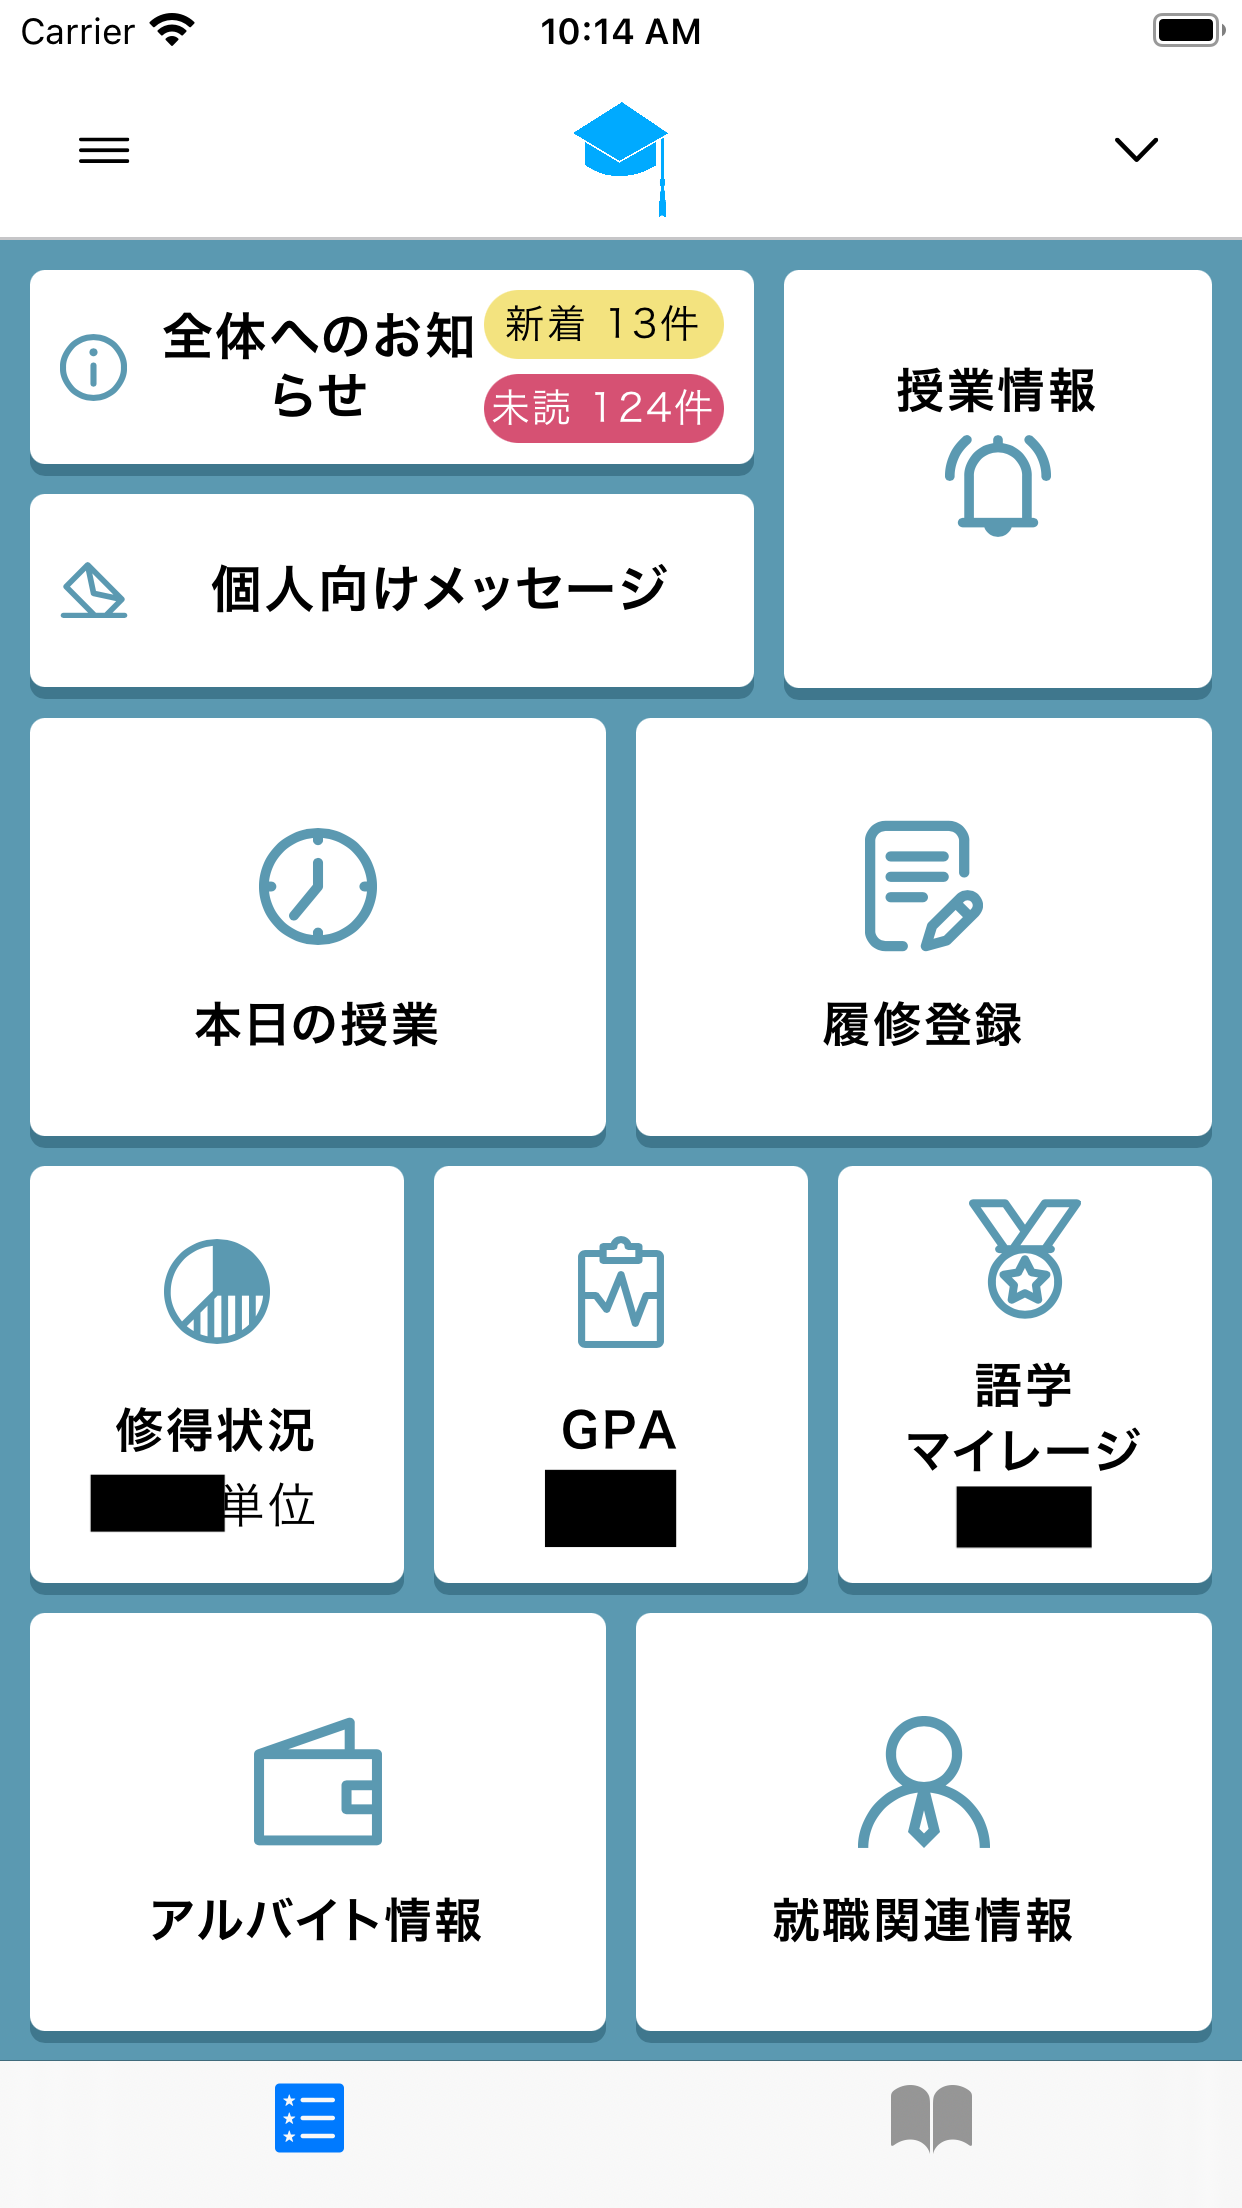 Carrier
10:14 AM
全体へのお知
らせ
新着 13件
未読 124件
授業情報
個人向けメッセージ
本日の授業
履修登録
修得状況
単位
GPA
語学
マイレージ
アルバイト情報
就職関連情報